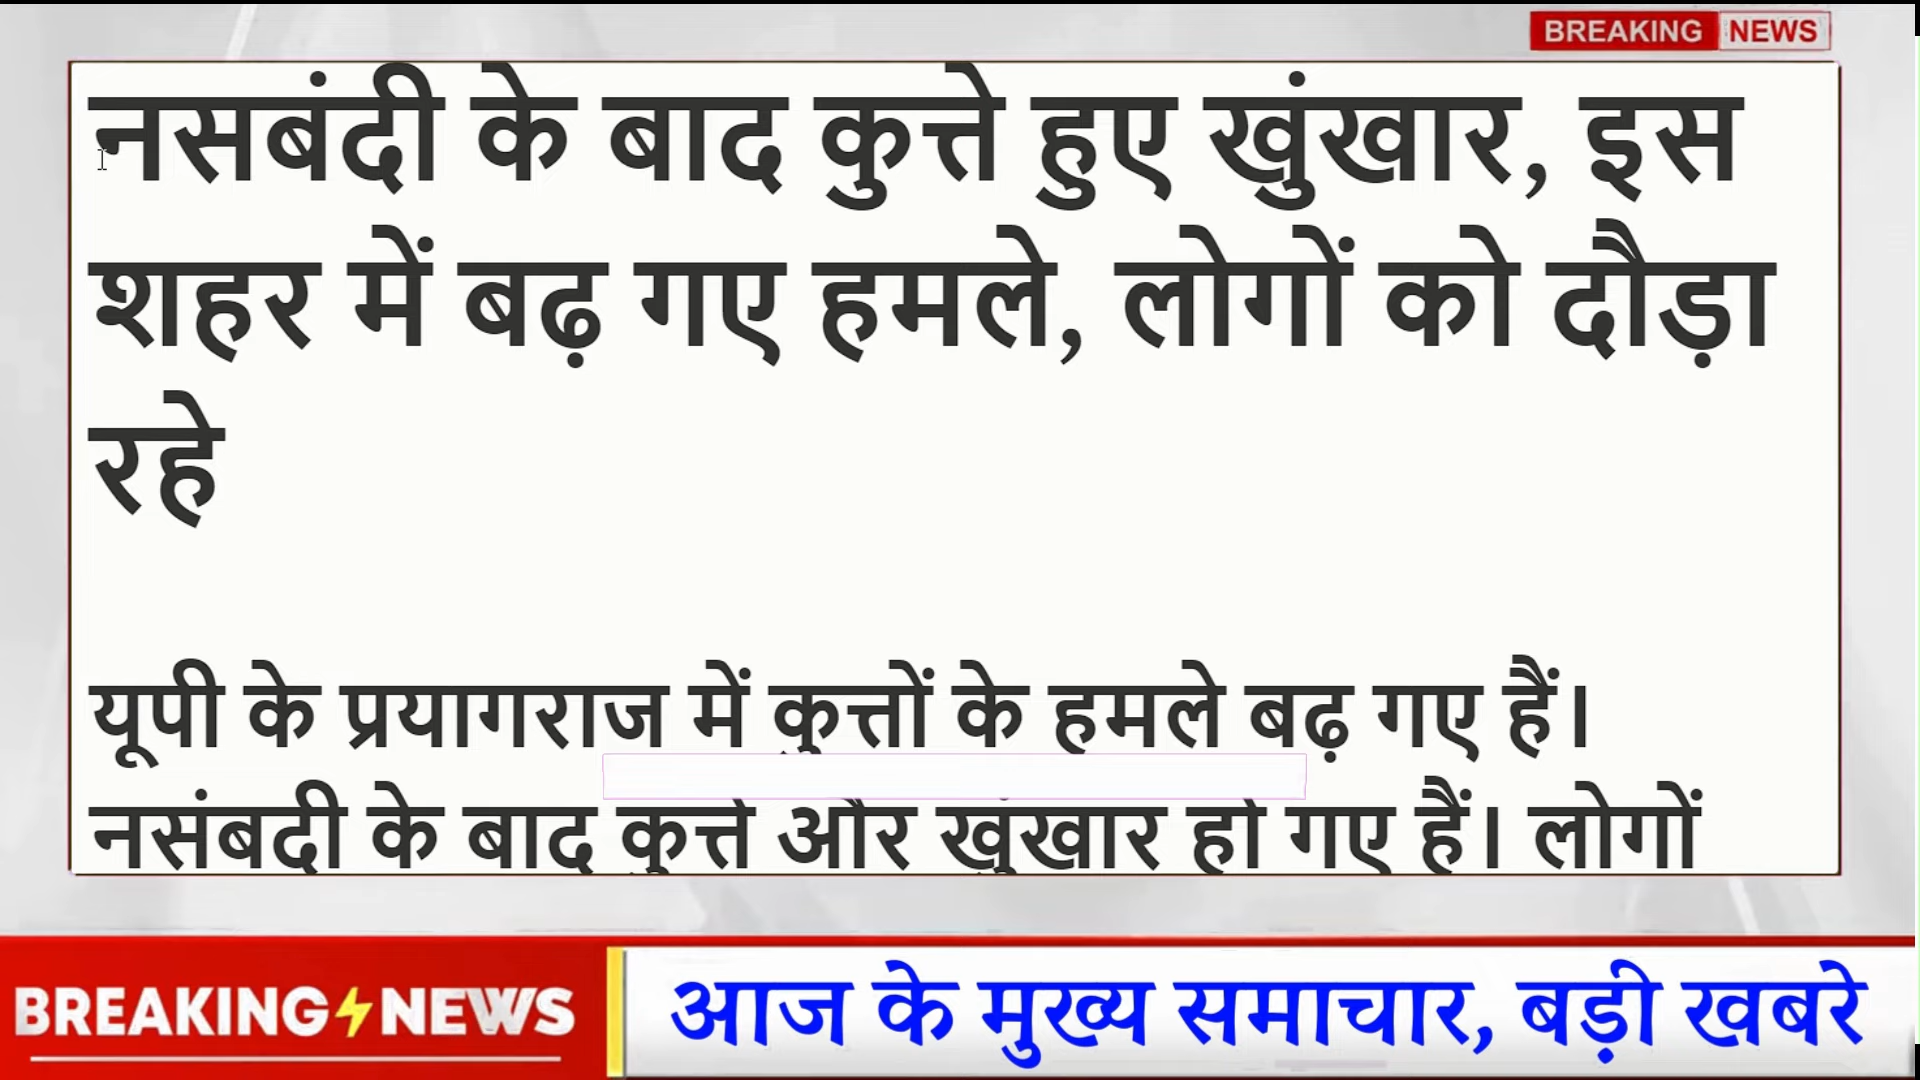 BREAKING NEWS
नसबंदी के बाद कुत्ते हुए खुंखार, इस
शहर में बढ़ गए हमले, लोगों को दौड़ा
रहे
यूपी के प्रयागराज में कुत्तों के हमले बढ़ गए हैं।
नसंबदी के बाद कुत्ते और खुंखार हो गए हैं। लोगों
BREAKING NEWS
आज के मुख्य समाचार, बड़ी खबरे